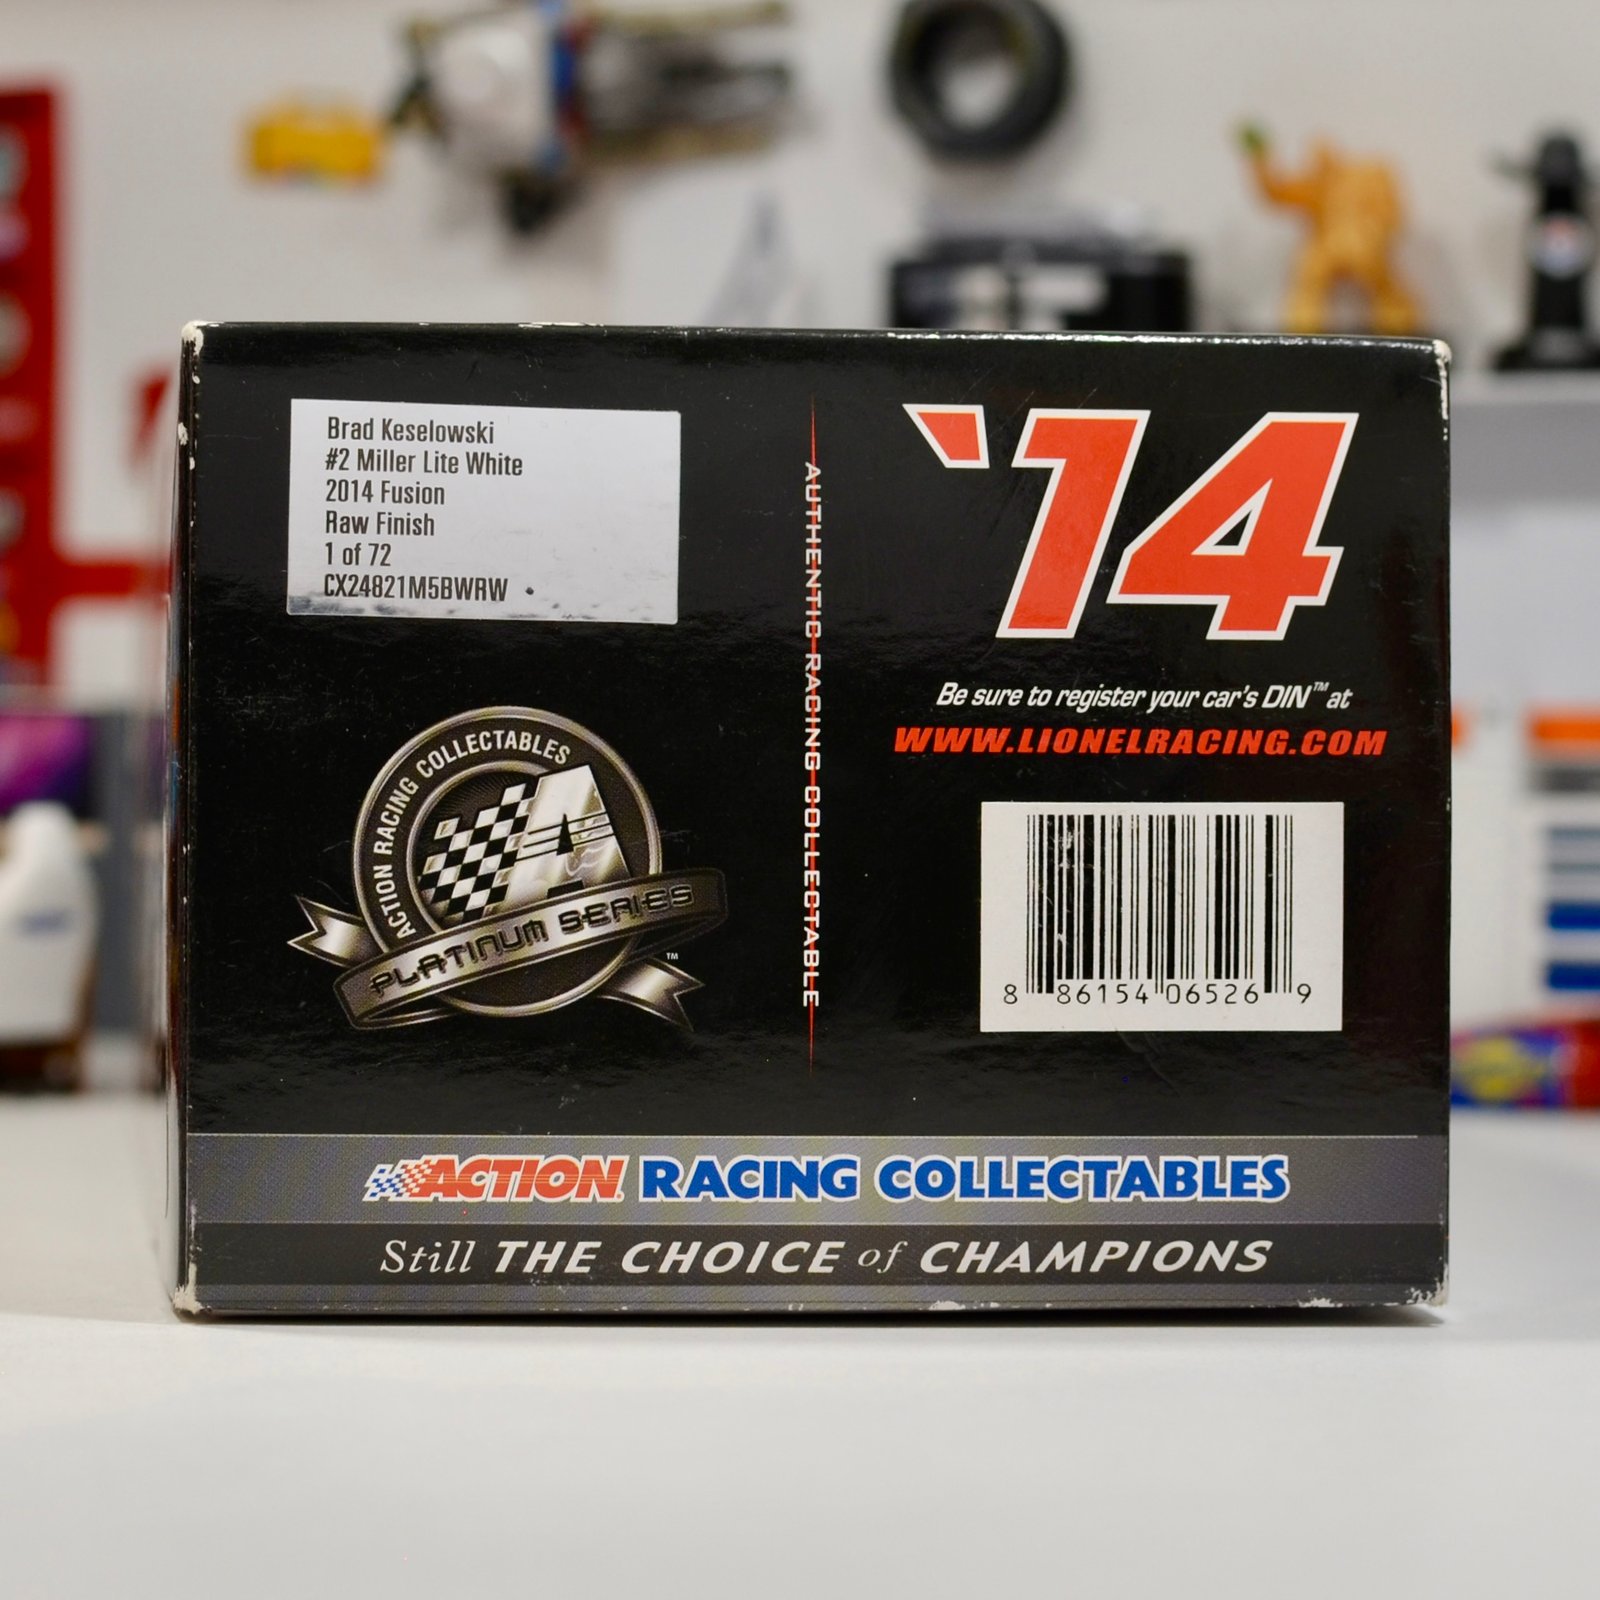 Brad Keselowski
#2 Miller Lite White
2014 Fusion
Raw Finish
1 of 72
CX24821M5BWRW
ACTION RACING COLLECTABLES
A
PLATINUM SERIES
TM
AUTHENTIC RACING COLLECTABLE
'14
Be sure to register your car's DIN™ at
WWW.LIONELRACING.COM
8 86154 06526 9
ACTION RACING COLLECTABLES
Still THE CHOICE of CHAMPIONS